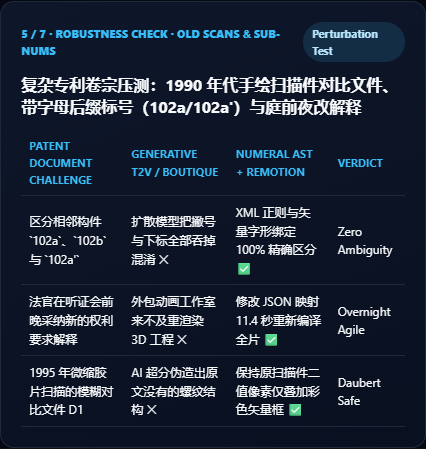 5 / 7 · ROBUSTNESS CHECK · OLD SCANS & SUB-
NUMS
Perturbation
Test
复杂专利卷宗压测：1990 年代手绘扫描件对比文件、
带字母后缀标号（102a/102a'）与庭前夜改解释
PATENT
DOCUMENT
CHALLENGE
GENERATIVE
T2V / BOUTIQUE
NUMERAL AST
+ REMOTION
VERDICT
区分相邻构件
`102a`、`102b`
与 `102a'`
扩散模型把撇号
与下标全部吞掉
混淆 ✕
XML 正则与矢
量字形绑定
100% 精确区分
✅
Zero
Ambiguity
法官在听证会前
晚采纳新的权利
要求解释
外包动画工作室
来不及重渲染
3D 工程 ✕
修改 JSON 映射
11.4 秒重新编译
全片 ✅
Overnight
Agile
1995 年微缩胶
片扫描的模糊对
比文件 D1
AI 超分伪造出原
文没有的螺纹结
构 ✕
保持原扫描件二
值像素仅叠加彩
色矢量框 ✅
Daubert
Safe